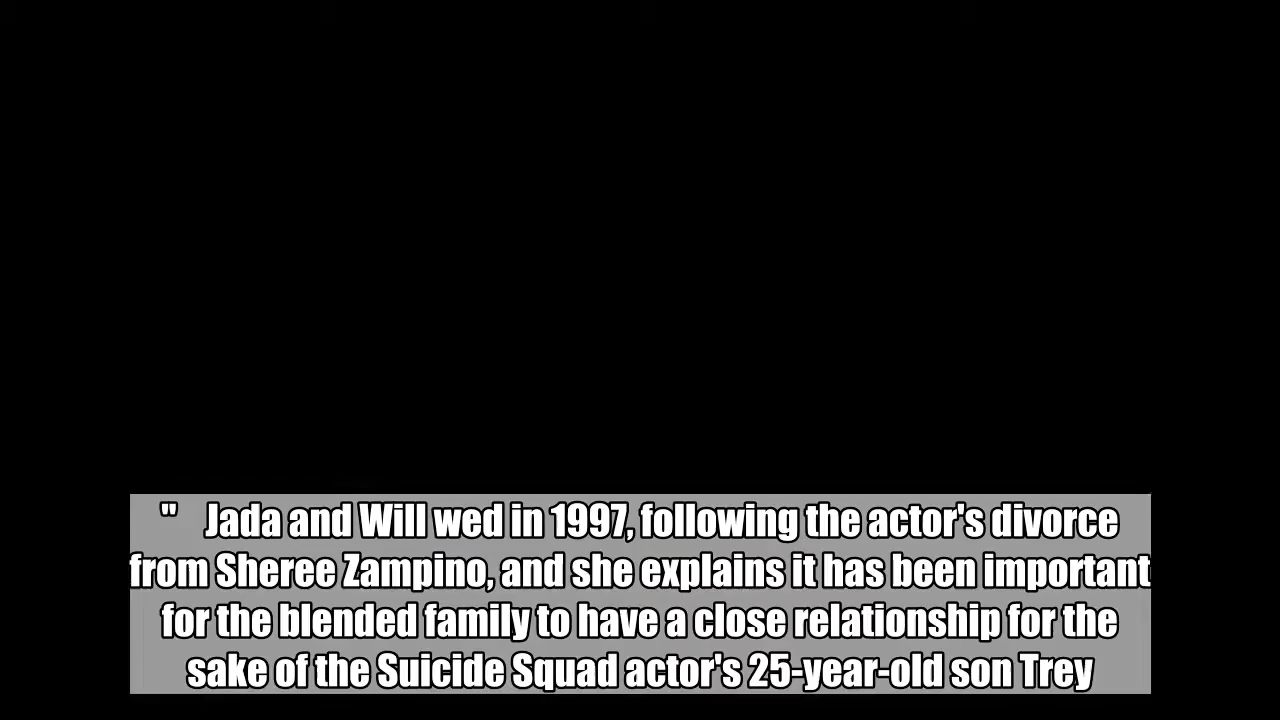 "    Jada and Will wed in 1997, following the actor's divorce
from Sheree Zampino, and she explains it has been important
for the blended family to have a close relationship for the
sake of the Suicide Squad actor's 25-year-old son Trey